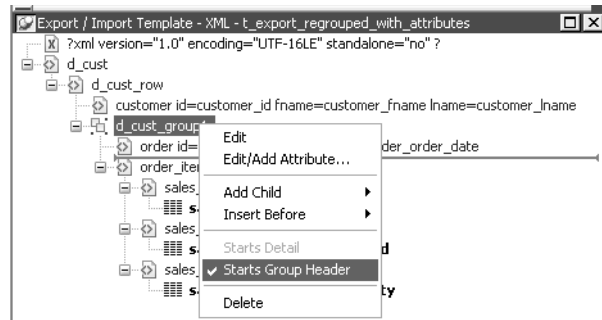 Export / Import Template - XML - t_export_regrouped_with_attributes
?xml version="1.0" encoding="UTF-16LE" standalone="no" ?
d_cust
d_cust_row
customer id=customer_id fname=customer_fname lname=customer_lname
d_cust_group1
order id= der_order_date
order_iter
sales_
s
sales_
s d
sales_
s ty
Edit
Edit/Add Attribute...
Add Child
Insert Before
Starts Detail
Starts Group Header
Delete